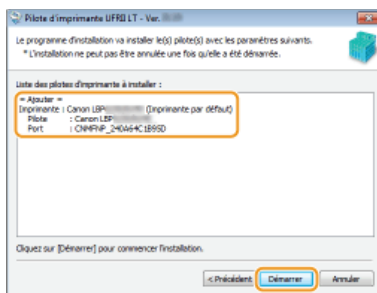 Pilote d'imprimante UFRII LT - Ver.
Le programme d'installation va installer le(s) pilote(s) avec les paramètres suivants.
* L'installation ne peut pas être annulée une fois qu'elle a été démarrée.
Liste des pilotes d'imprimante à installer :
= Ajouter =
Imprimante : Canon LBP (Imprimante par défaut)
Pilote : Canon LBP
Port : CNMFNP_240A64C1B95D
Cliquez sur [Démarrer] pour commencer l'installation.
< Précédent
Démarrer
Annuler